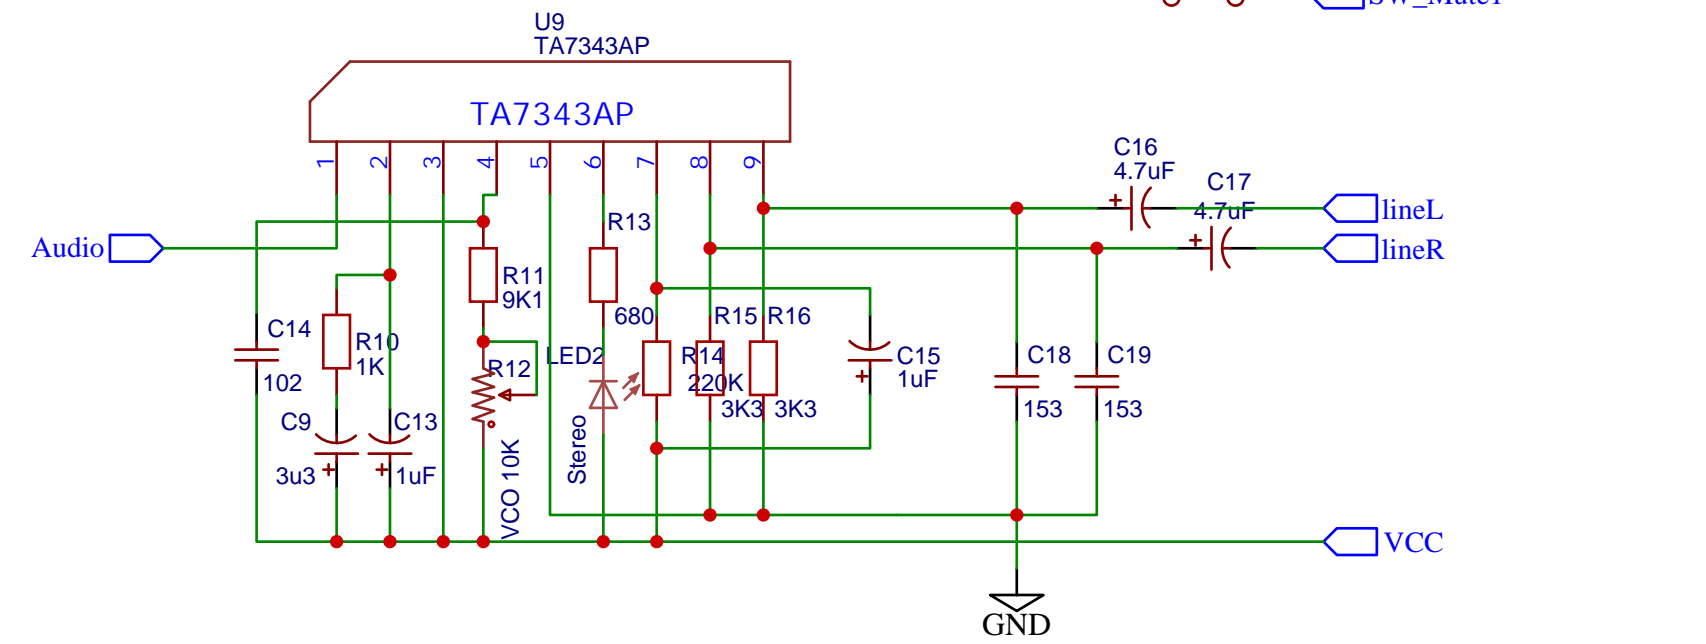 SW_Mute1
U9
TA7343AP
TA7343AP
1
2
3
4
5
6
7
8
9
C16
4.7uF
C17
4.7uF
lineL
lineR
Audio
R13
R11
9K1
680
R15
R16
C14
R10
1K
102
R12
LED2
R14
220K
3K3
3K3
C15
1uF
C18
153
C19
153
C9
3u3
C13
1uF
VCO 10K
Stereo
VCC
GND